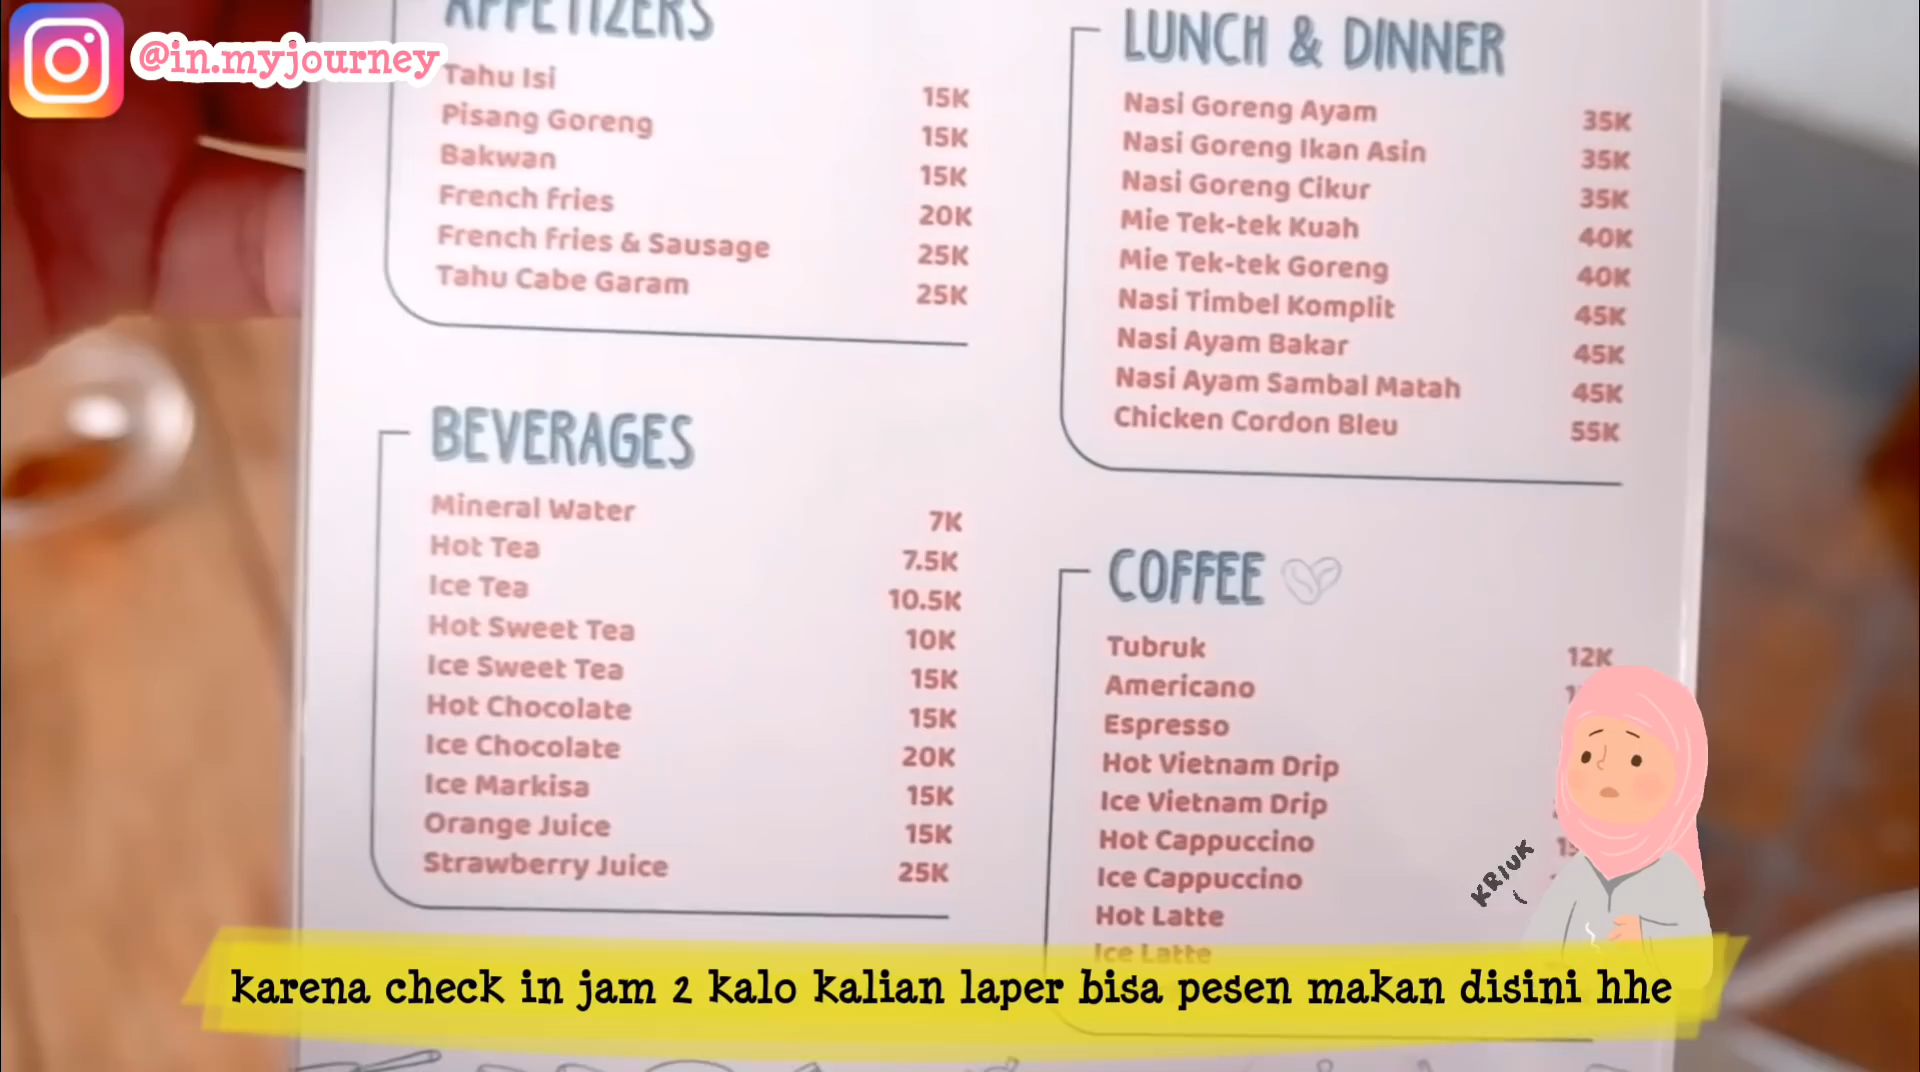 @in.myjourney
APPETIZERS
Tahu Isi 15K
Pisang Goreng 15K
Bakwan 15K
French fries 20K
French fries & Sausage 25K
Tahu Cabe Garam 25K
BEVERAGES
Mineral Water 7K
Hot Tea 7.5K
Ice Tea 10.5K
Hot Sweet Tea 10K
Ice Sweet Tea 15K
Hot Chocolate 15K
Ice Chocolate 20K
Ice Markisa 15K
Orange Juice 15K
Strawberry Juice 25K
LUNCH & DINNER
Nasi Goreng Ayam 35K
Nasi Goreng Ikan Asin 35K
Nasi Goreng Cikur 35K
Mie Tek-tek Kuah 40K
Mie Tek-tek Goreng 40K
Nasi Timbel Komplit 45K
Nasi Ayam Bakar 45K
Nasi Ayam Sambal Matah 45K
Chicken Cordon Bleu 55K
COFFEE
Tubruk 12K
Americano
Espresso
Hot Vietnam Drip
Ice Vietnam Drip
Hot Cappuccino
Ice Cappuccino
Hot Latte
Ice Latte
KRIUK
karena check in jam 2 kalo kalian laper bisa pesen makan disini hhe